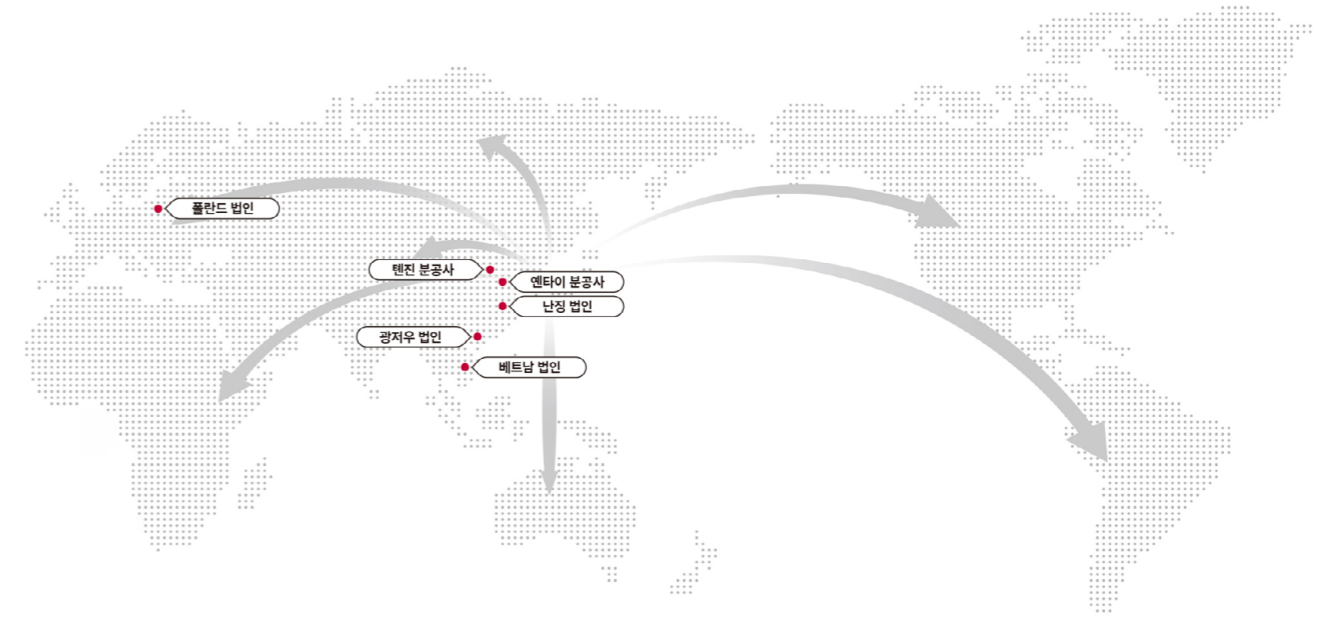 폴란드 법인
텐진 분공사
옌타이 분공사
난징 법인
광저우 법인
베트남 법인